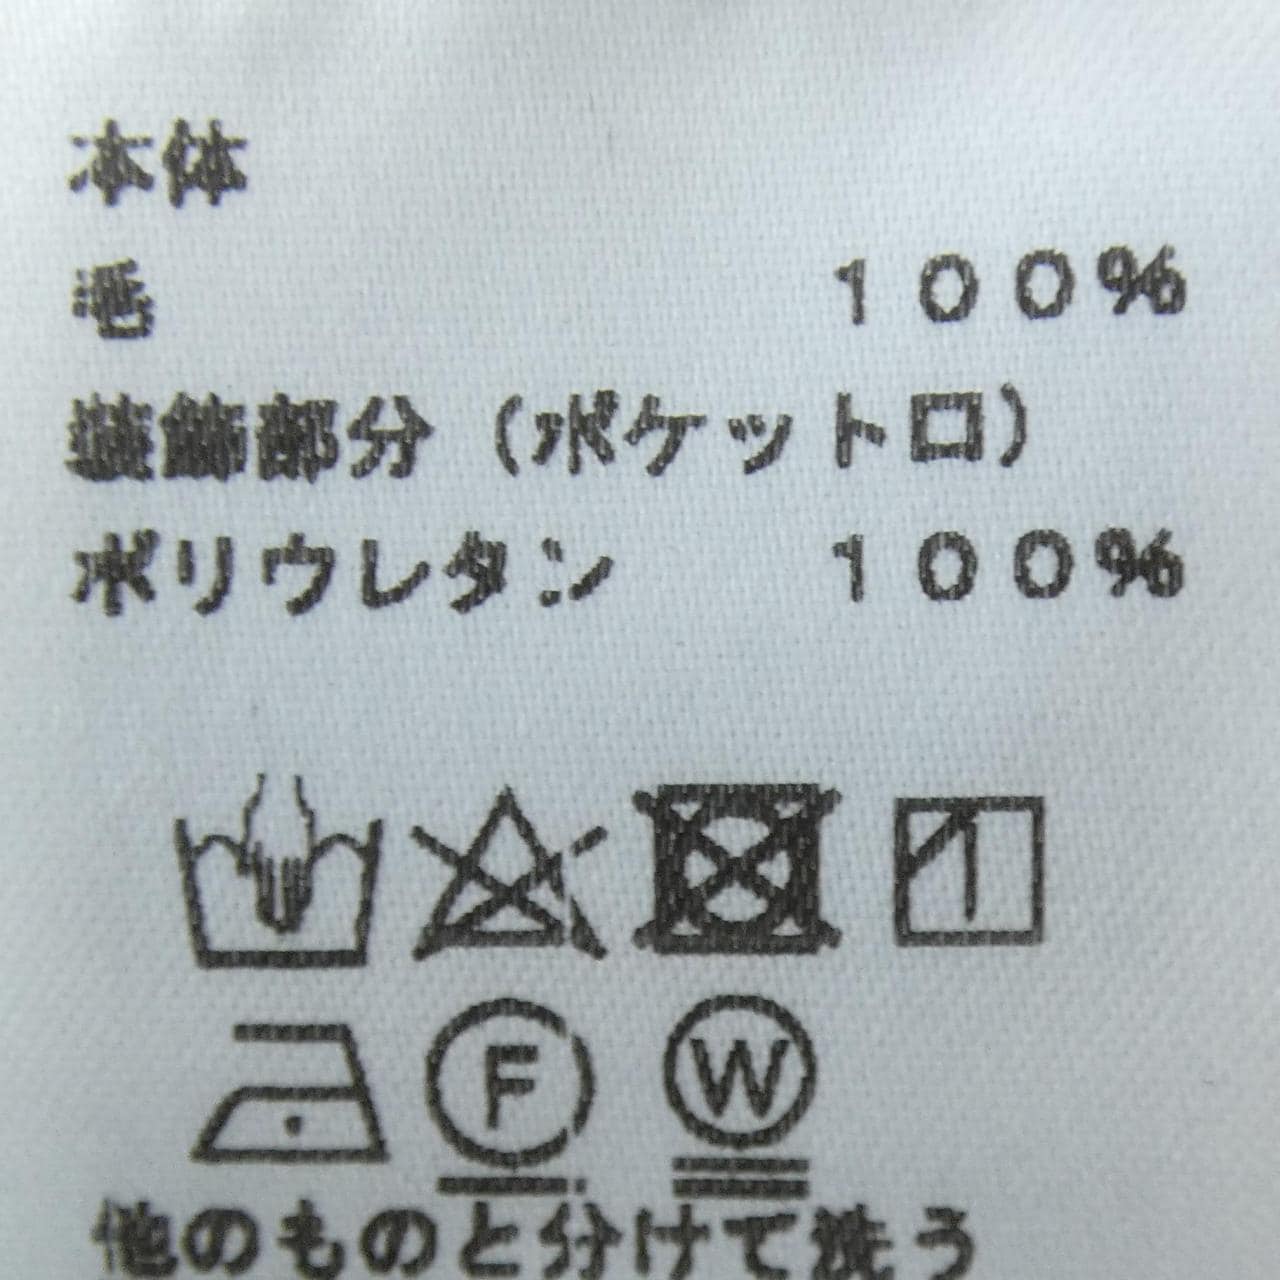 本体
毛 100%
装飾部分(ポケット口)
ポリウレタン 100%
F W
他のものと分けて洗う